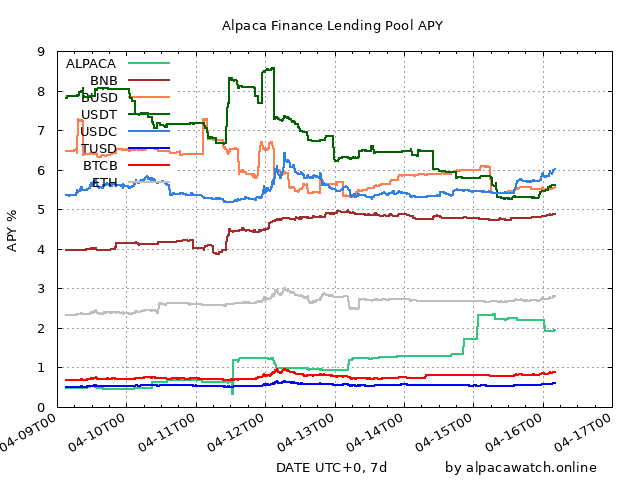 Alpaca Finance Lending Pool APY
9
8
7
6
5
4
3
2
1
0
APY %
ALPACA
BNB
BUSD
USDT
USDC
TUSD
BTCB
ETH
04-09T00
04-10T00
04-11T00
04-12T00
04-13T00
04-14T00
04-15T00
04-16T00
04-17T00
DATE UTC+0, 7d
by alpacawatch.online